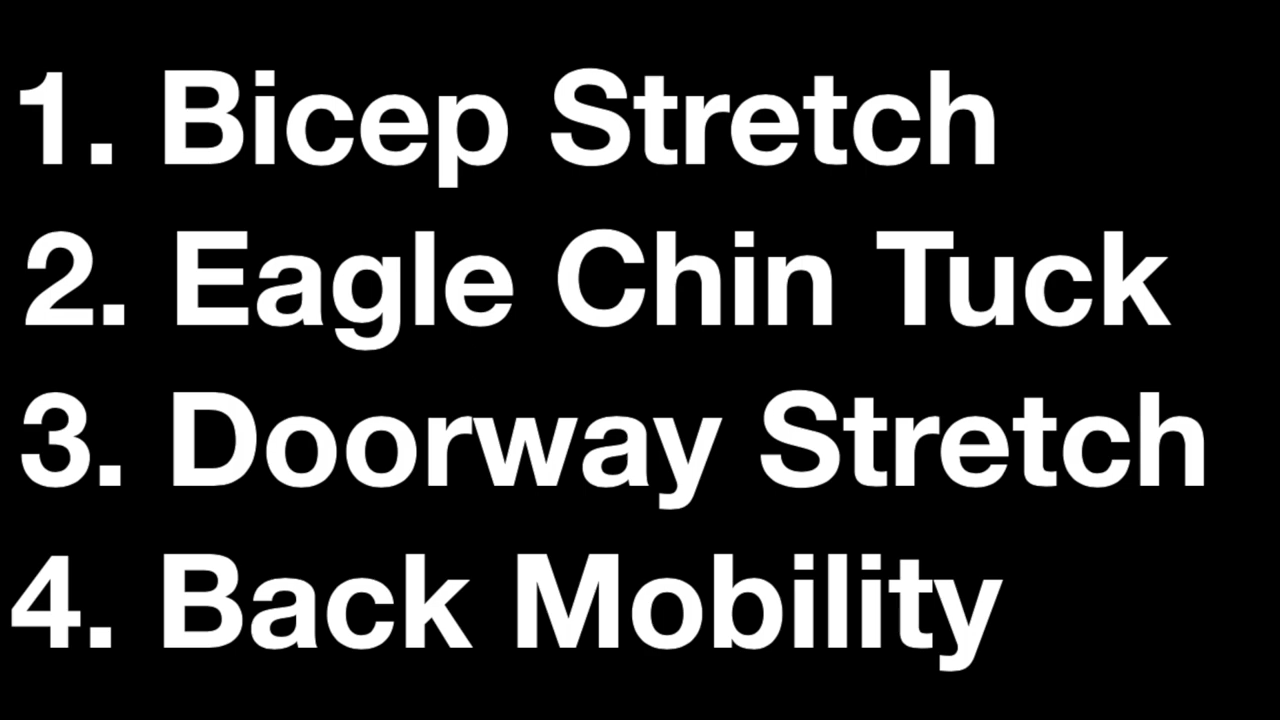 1. Bicep Stretch
2. Eagle Chin Tuck
3. Doorway Stretch
4. Back Mobility